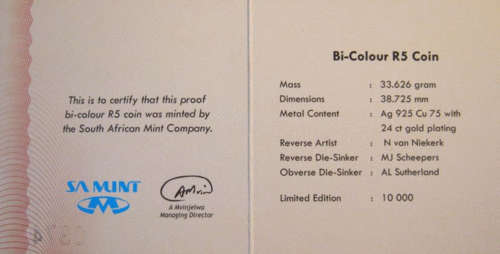 This is to certify that this proof
bi-colour R5 coin was minted by
the South African Mint Company.
SA MINT
A Mvinjelwa
Managing Director
Bi-Colour R5 Coin
Mass : 33.626 gram
Dimensions : 38.725 mm
Metal Content : Ag 925 Cu 75 with
24 ct gold plating
Reverse Artist : N van Niekerk
Reverse Die-Sinker : MJ Scheepers
Obverse Die-Sinker : AL Sutherland
Limited Edition : 10 000